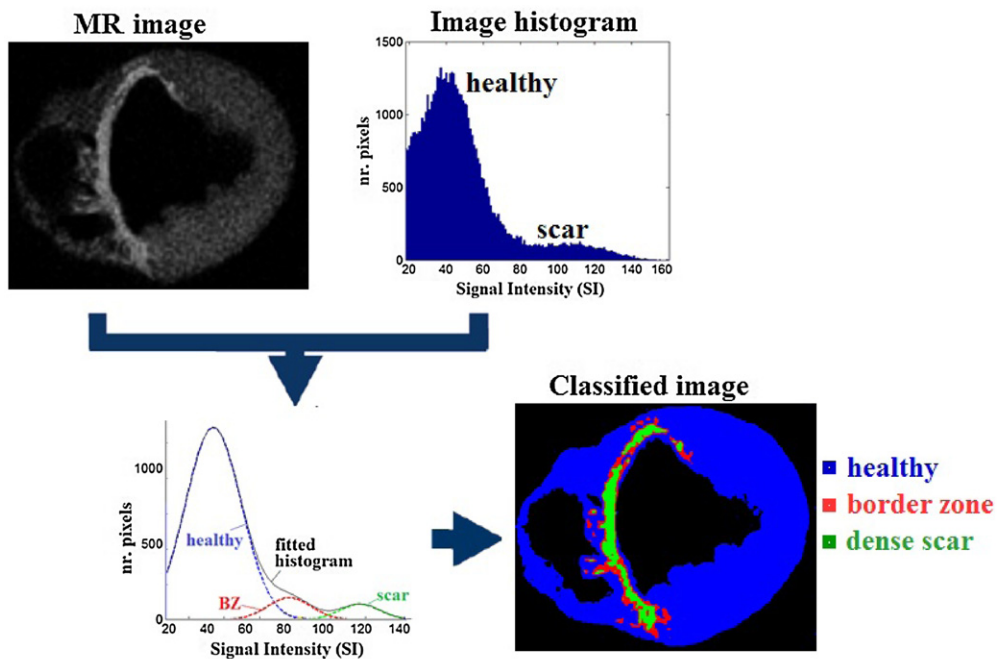 MR image
Image histogram
1500
1000
500
0
nr. pixels
healthy
scar
20 40 60 80 100 120 140 160
Signal Intensity (SI)
1000
500
0
nr. pixels
healthy
fitted
histogram
BZ
scar
20 40 60 80 100 120 140
Signal Intensity (SI)
Classified image
healthy
border zone
dense scar